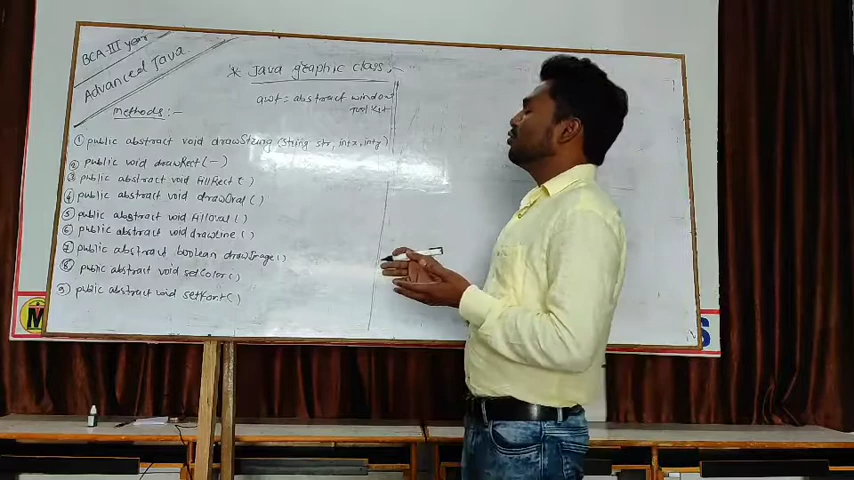 BCA-III year
Advanced Java
* Java graphic class
awt = abstract window
Tool Kit
Methods :-
① public abstract void drawString (String str, int x, int y)
② public void drawRect (-)
③ public abstract void fillRect ( )
④ public abstract void drawOval ( )
⑤ public abstract void fillOval ( )
⑥ public abstract void drawLine ( )
⑦ public abstract boolean drawImage ( )
⑧ public abstract void setColor ( )
⑨ public abstract void setFont ( )